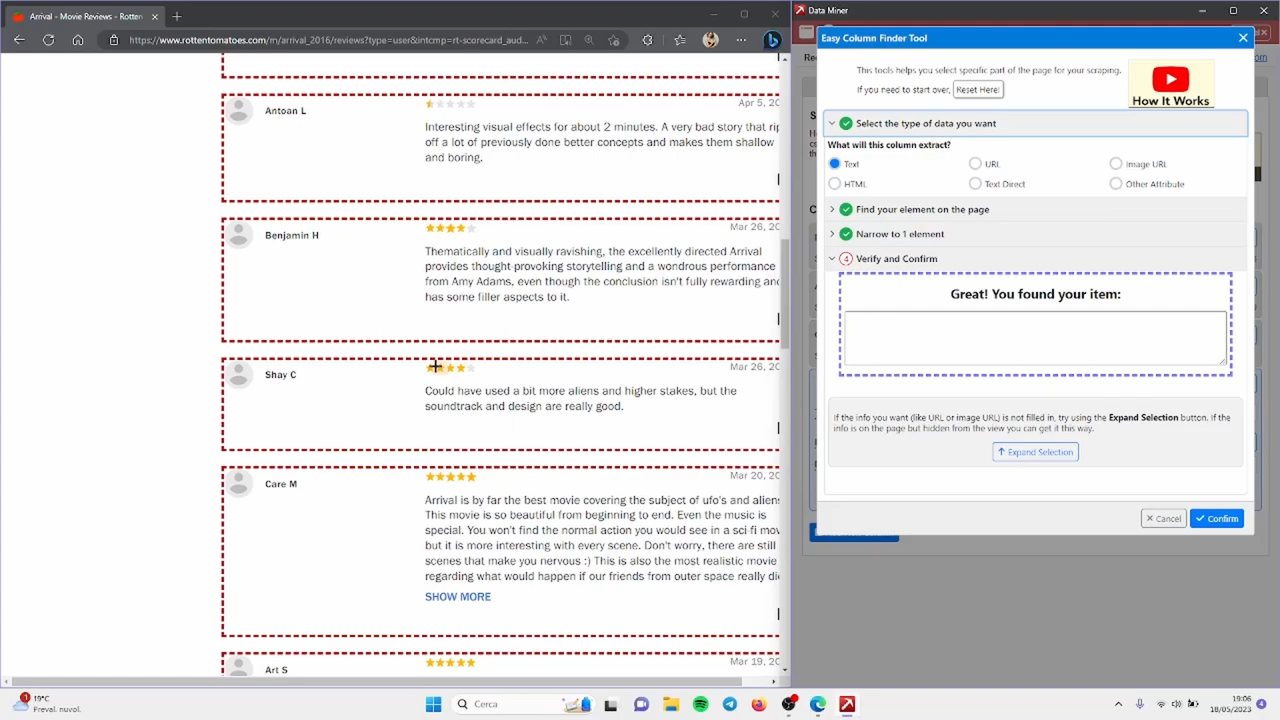 Arrival - Movie Reviews - Rotten
https://www.rottentomatoes.com/m/arrival_2016/reviews?type=user&intcmp=rt-scorecard_aud...
Antoan L
Apr 5, 20
Interesting visual effects for about 2 minutes. A very bad story that rip
off a lot of previously done better concepts and makes them shallow
and boring.
Benjamin H
Mar 26, 20
Thematically and visually ravishing, the excellently directed Arrival
provides thought-provoking storytelling and a wondrous performance
from Amy Adams, even though the conclusion isn't fully rewarding and
has some filler aspects to it.
Shay C
Mar 26, 20
Could have used a bit more aliens and higher stakes, but the
soundtrack and design are really good.
Care M
Mar 20, 20
Arrival is by far the best movie covering the subject of ufo's and aliens
This movie is so beautiful from beginning to end. Even the music is
special. You won't find the normal action you would see in a sci-fi mov
but it is more interesting with every scene. Don't worry, there are still
scenes that make you nervous :) This is also the most realistic movie
regarding what would happen if our friends from outer space really di
SHOW MORE
Art S
Mar 19, 20
Data Miner
Easy Column Finder Tool
This tools helps you select specific part of the page for your scraping.
If you need to start over, Reset Here!
How It Works
Select the type of data you want
What will this column extract?
Text
URL
Image URL
HTML
Text Direct
Other Attribute
Find your element on the page
Narrow to 1 element
4 Verify and Confirm
Great! You found your item:
If the info you want (like URL or image URL) is not filled in, try using the Expand Selection button. If the
info is on the page but hidden from the view you can get it this way.
Expand Selection
Cancel
Confirm
1
19°C
Preval. nuvol.
Cerca
19:06
18/05/2023
4